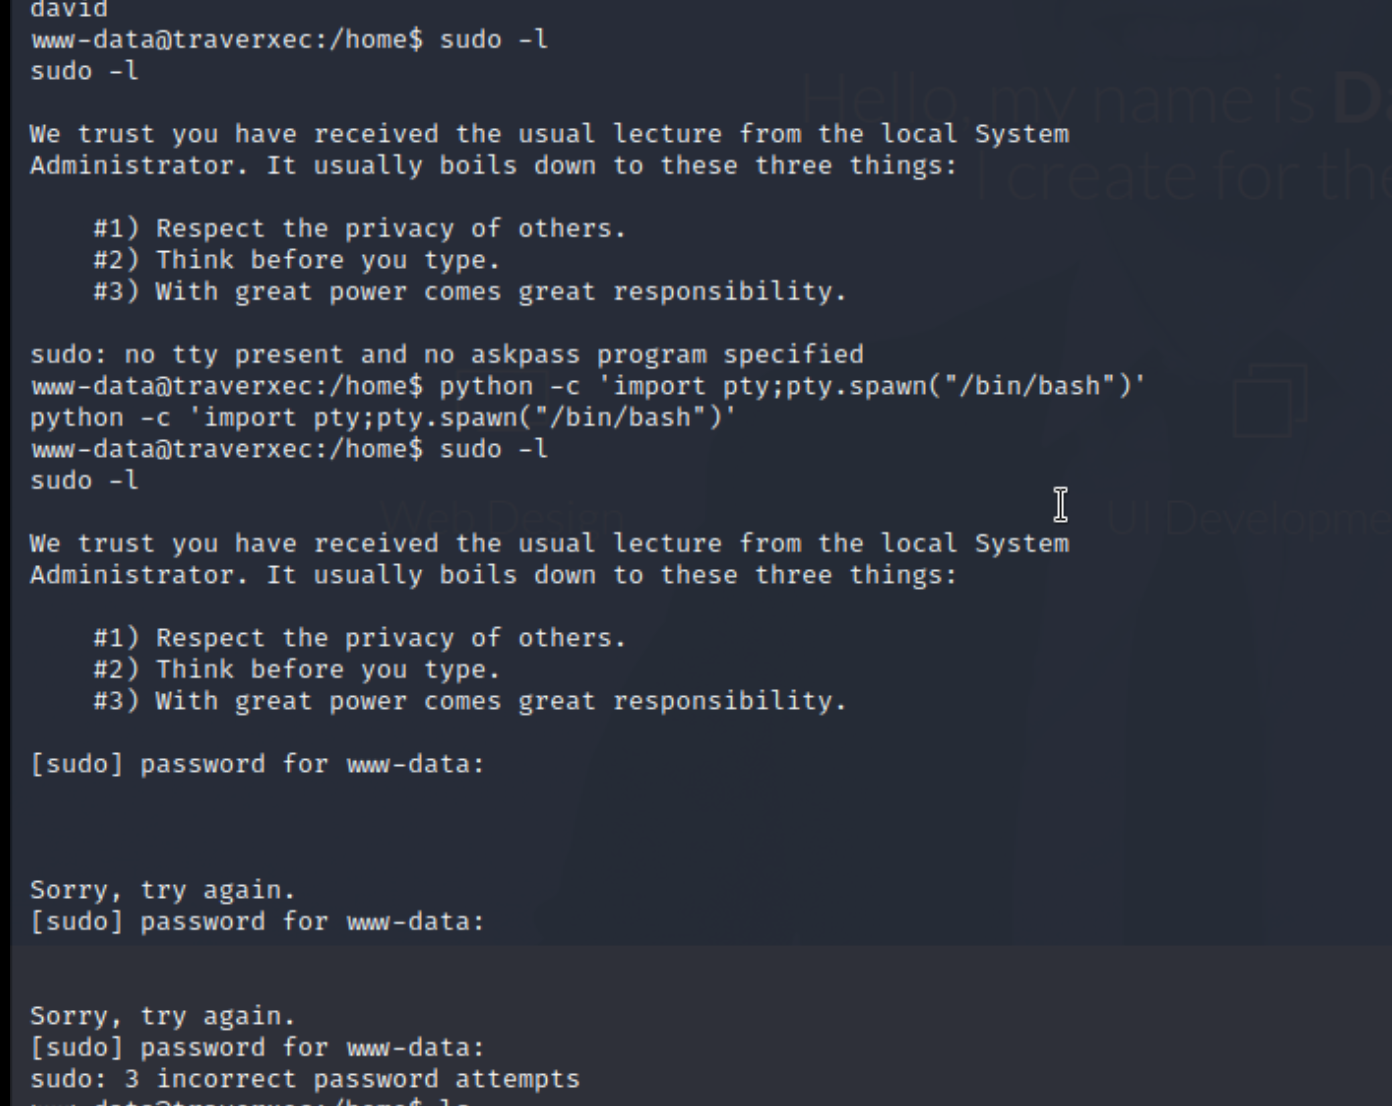 david
www-data@traverxec:/home$ sudo -l
sudo -l
We trust you have received the usual lecture from the local System
Administrator. It usually boils down to these three things:
#1) Respect the privacy of others.
#2) Think before you type.
#3) With great power comes great responsibility.
sudo: no tty present and no askpass program specified
www-data@traverxec:/home$ python -c 'import pty;pty.spawn("/bin/bash")'
python -c 'import pty;pty.spawn("/bin/bash")'
www-data@traverxec:/home$ sudo -l
sudo -l
We trust you have received the usual lecture from the local System
Administrator. It usually boils down to these three things:
#1) Respect the privacy of others.
#2) Think before you type.
#3) With great power comes great responsibility.
[sudo] password for www-data:
Sorry, try again.
[sudo] password for www-data:
Sorry, try again.
[sudo] password for www-data:
sudo: 3 incorrect password attempts
www-data@traverxec:/home$ ls
Hello, my name is D
I create for the
Web Design
UI Developme